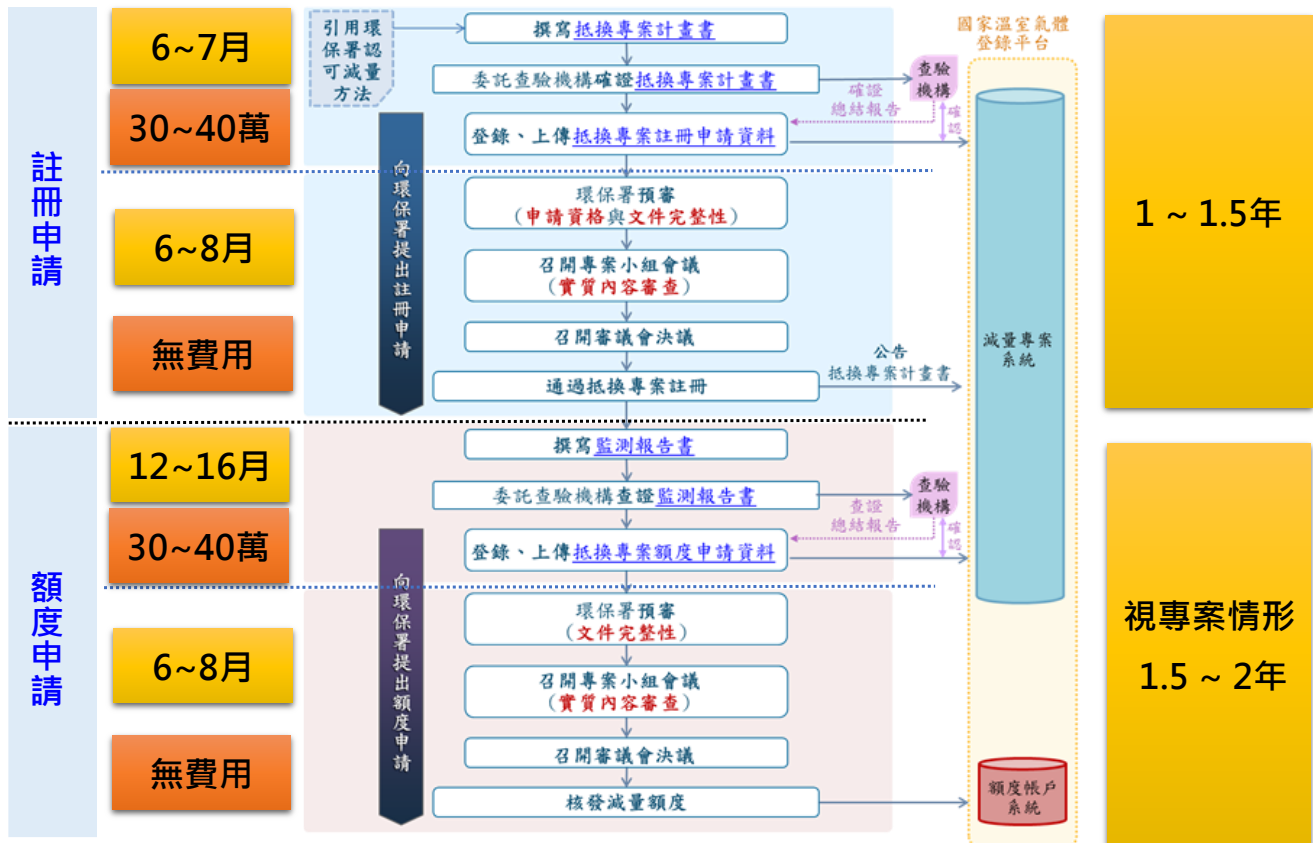 註冊申請
6~7月
30~40萬
6~8月
無費用
引用環
保署認
可減量
方法
撰寫抵換專案計畫書
委託查驗機構確證抵換專案計畫書
登錄、上傳抵換專案註冊申請資料
向環保署提出註冊申請
環保署預審
(申請資格與文件完整性)
召開專案小組會議
(實質內容審查)
召開審議會決議
通過抵換專案註冊
查驗
機構
確證
總結報告
確認
公告
抵換專案計畫書
國家溫室氣體
登錄平台
減量專案
系統
1 ~ 1.5年
額度申請
12~16月
30~40萬
6~8月
無費用
撰寫監測報告書
委託查驗機構查證監測報告書
登錄、上傳抵換專案額度申請資料
向環保署提出額度申請
環保署預審
(文件完整性)
召開專案小組會議
(實質內容審查)
召開審議會決議
核發減量額度
查驗
機構
查證
總結報告
確認
額度帳戶
系統
視專案情形
1.5 ~ 2年